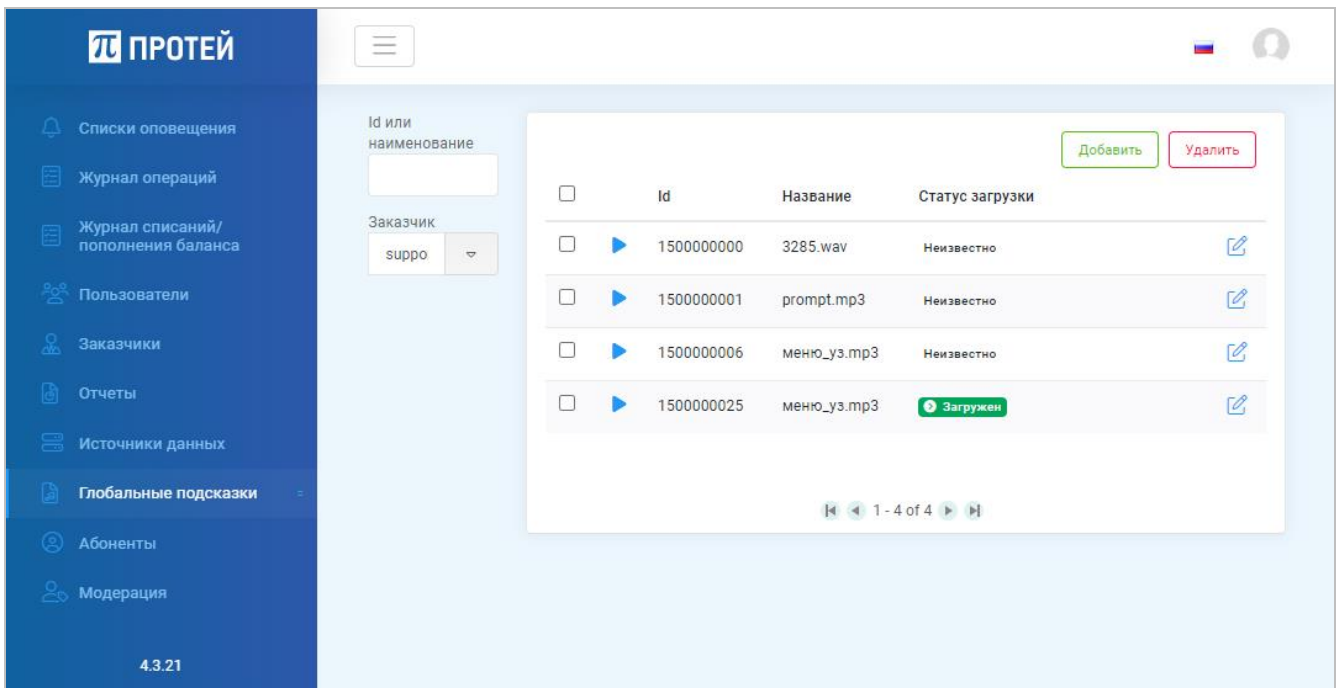 ПРОТЕЙ
Списки оповещения
Журнал операций
Журнал списаний/
пополнения баланса
Пользователи
Заказчики
Отчеты
Источники данных
Глобальные подсказки
Абоненты
Модерация
4.3.21
Id или
наименование
Заказчик
suppo
Добавить Удалить
Id Название Статус загрузки
1500000000 3285.wav Неизвестно
1500000001 prompt.mp3 Неизвестно
1500000006 меню_уз.mp3 Неизвестно
1500000025 меню_уз.mp3 Загружен
1 - 4 of 4